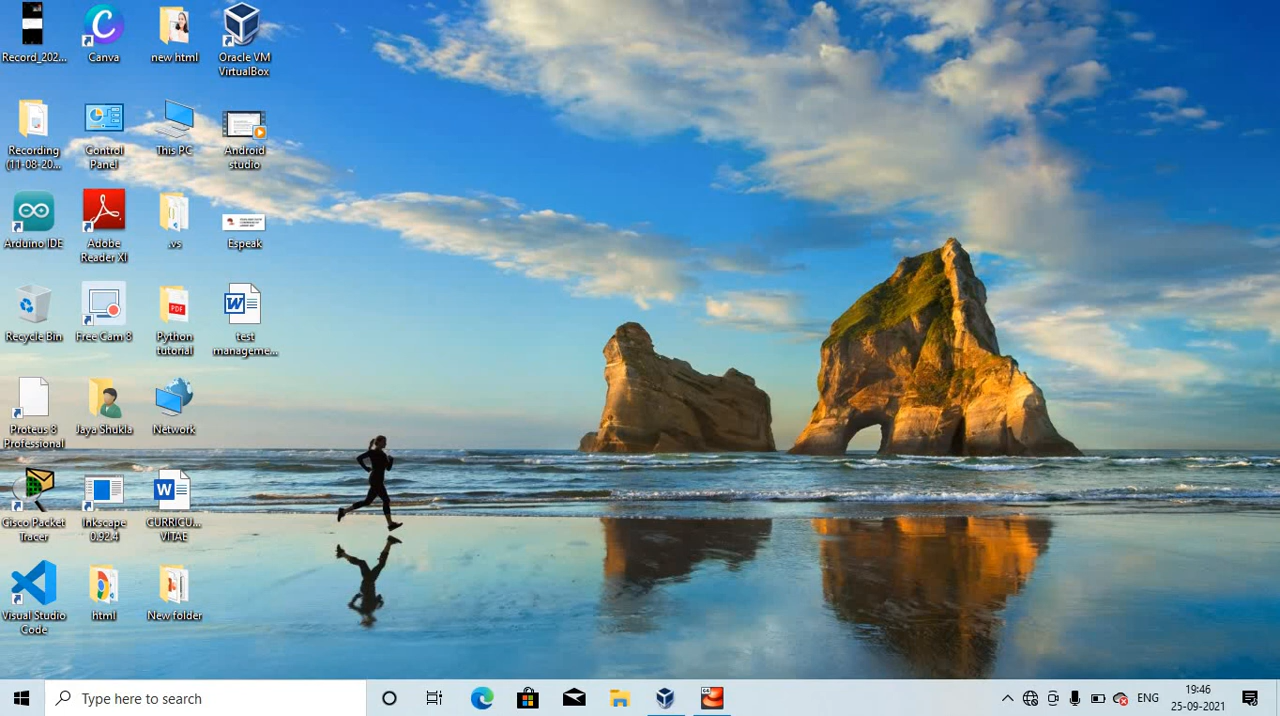 Record_202...
Canva
new html
Oracle VM
VirtualBox
Recording
(11-08-20...
Control
Panel
This PC
Android
studio
Arduino IDE
Adobe
Reader XI
.vs
Espeak
Recycle Bin
Free Cam 8
PDF
Python
tutorial
test
manageme...
Proteus 8
Professional
Jaya Shukla
Network
Cisco Packet
Tracer
Inkscape
0.92.4
CURRICU...
VITAE
Visual Studio
Code
html
New folder
Type here to search
ENG
19:46
25-09-2021